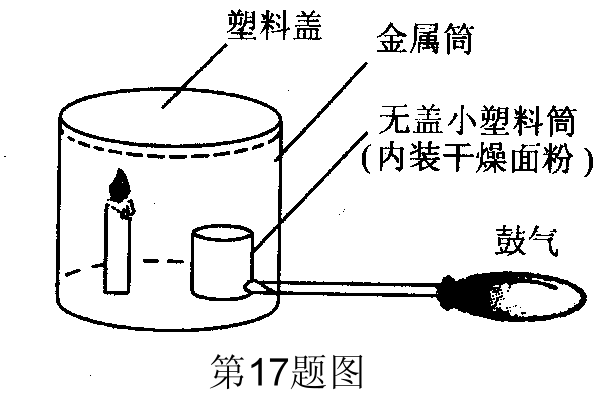 塑料盖
金属筒
无盖小塑料筒
(内装干燥面粉)
鼓气
第17题图